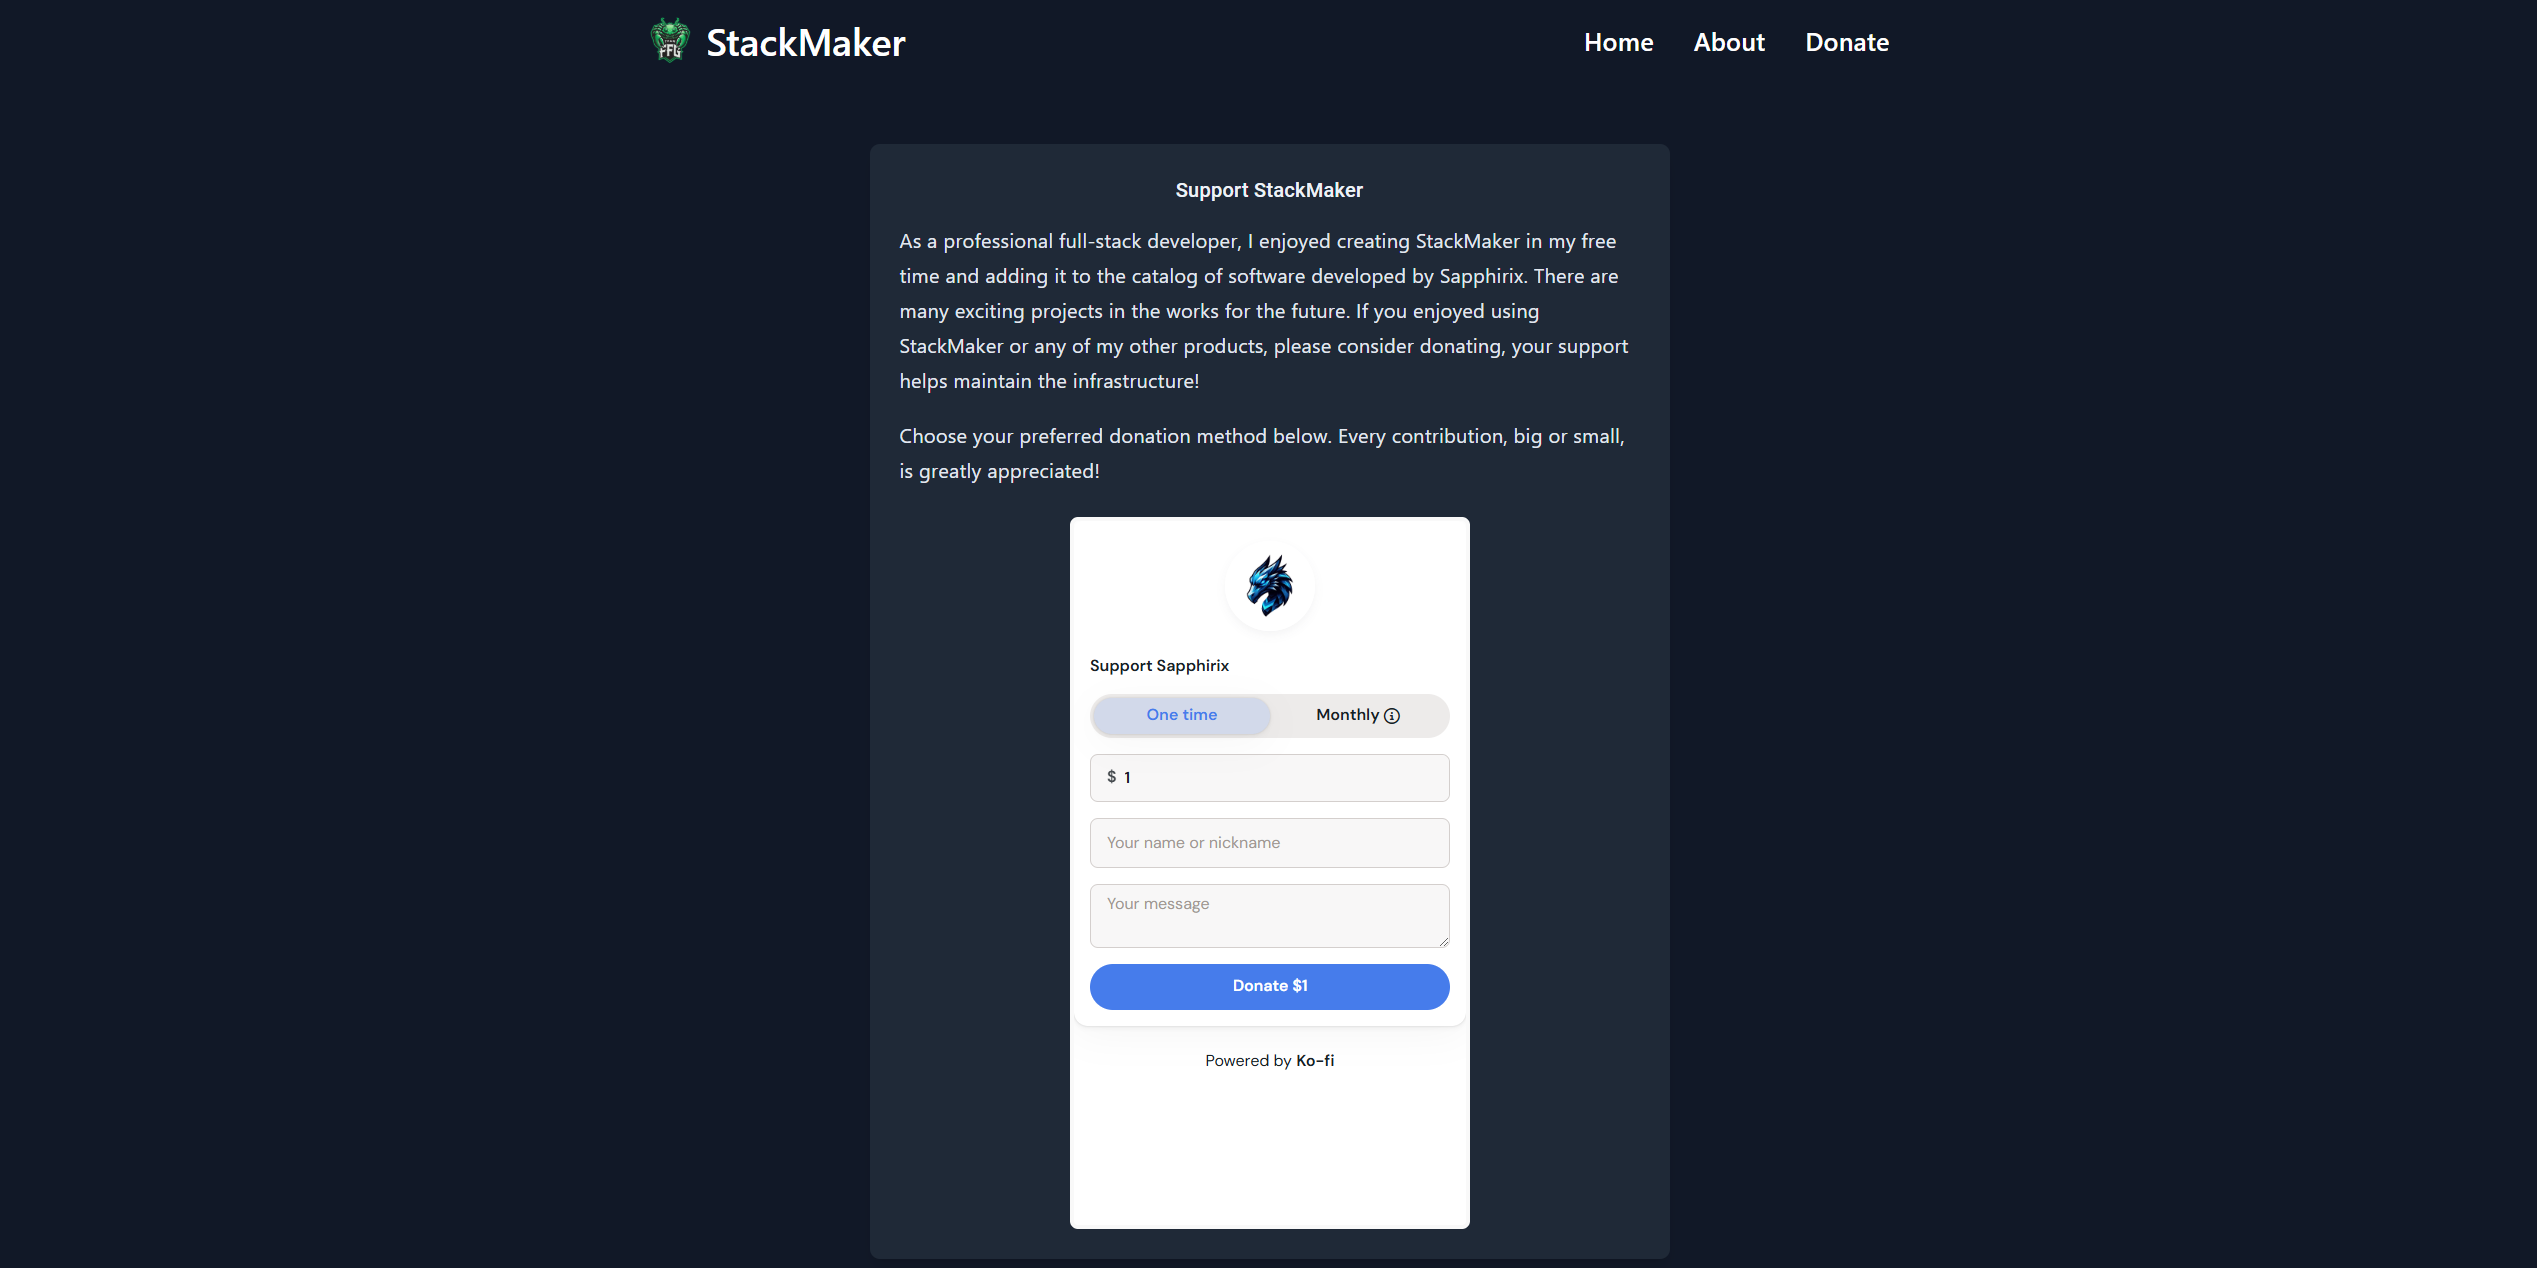 StackMaker
Home
About
Donate
Support StackMaker
As a professional full-stack developer, I enjoyed creating StackMaker in my free
time and adding it to the catalog of software developed by Sapphirix. There are
many exciting projects in the works for the future. If you enjoyed using
StackMaker or any of my other products, please consider donating, your support
helps maintain the infrastructure!
Choose your preferred donation method below. Every contribution, big or small,
is greatly appreciated!
Support Sapphirix
One time
Monthly
$ 1
Your name or nickname
Your message
Donate $1
Powered by Ko-fi